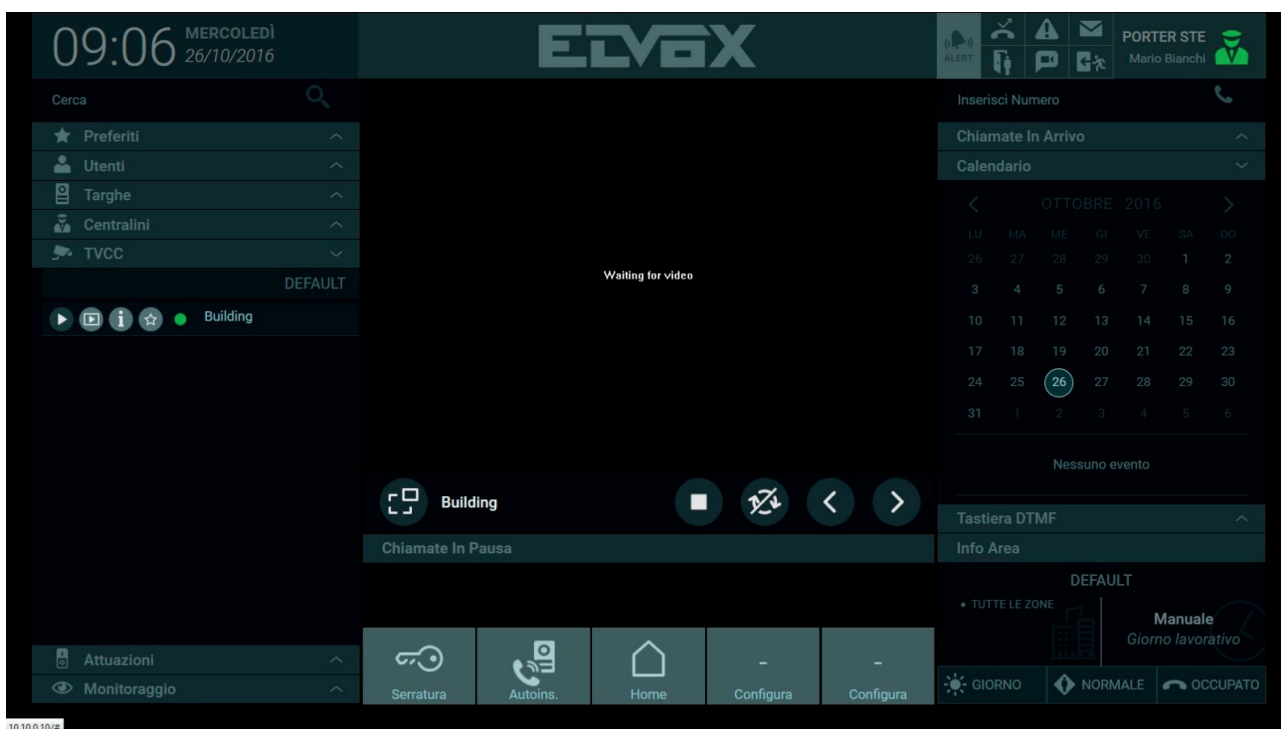 09:06 MERCOLEDÌ
26/10/2016
ELVOX
ALERT
PORTER STE
Mario Bianchi
Cerca
Preferiti
Utenti
Targhe
Centralini
TVCC
DEFAULT
Building
Attuazioni
Monitoraggio
Waiting for video
Building
Chiamate In Pausa
Serratura
Autoins.
Home
-
Configura
-
Configura
Inserisci Numero
Chiamate In Arrivo
Calendario
OTTOBRE 2016
LU MA ME GI VE SA DO
26 27 28 29 30 1 2
3 4 5 6 7 8 9
10 11 12 13 14 15 16
17 18 19 20 21 22 23
24 25 26 27 28 29 30
31 1 2 3 4 5 6
Nessuno evento
Tastiera DTMF
Info Area
DEFAULT
• TUTTE LE ZONE
Manuale
Giorno lavorativo
GIORNO
NORMALE
OCCUPATO
10.10.0.10/#